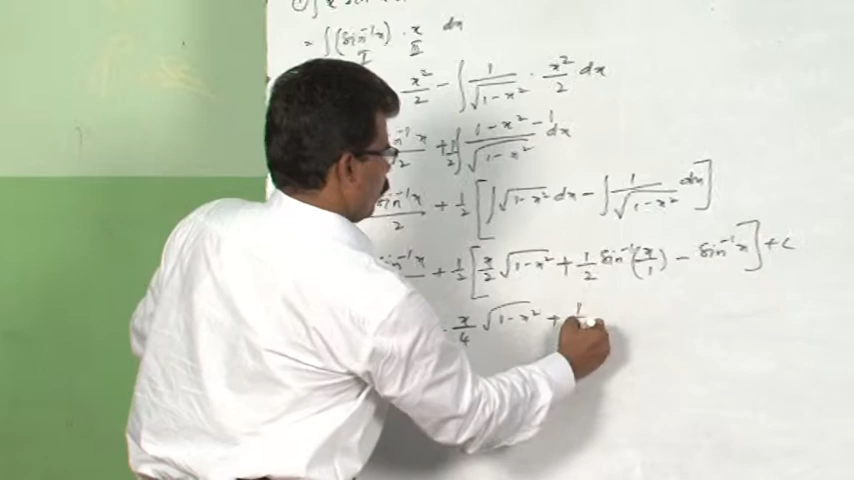 ① ∫ x sin
= ∫ (sin⁻¹x) · x dx
I II
x²/2 − ∫ 1/√(1−x²) · x²/2 dx
in⁻¹x/2 + 1/2 ∫ (1−x²−1)/√(1−x²) dx
sin⁻¹x/2 + 1/2 [ ∫ √(1−x²) dx − ∫ 1/√(1−x²) dx ]
sin⁻¹x + 1/2 [ x/2 √(1−x²) + 1/2 sin⁻¹(x/1) − sin⁻¹x ] + c
x/4 √(1−x²) + 1